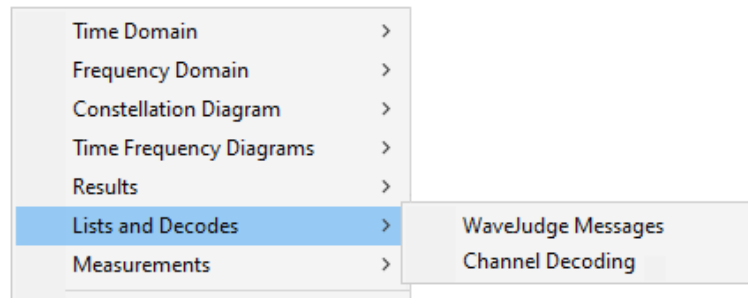 Time Domain
Frequency Domain
Constellation Diagram
Time Frequency Diagrams
Results
Lists and Decodes
Measurements
WaveJudge Messages
Channel Decoding